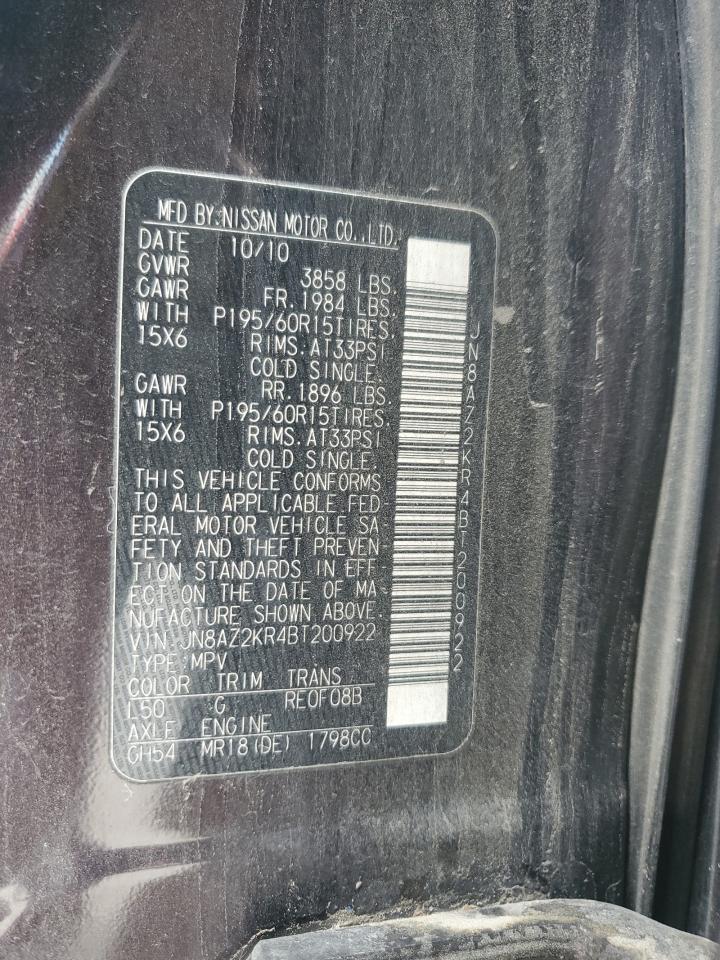 MFD BY:NISSAN MOTOR CO.,LTD.
DATE 10/10
GVWR 3858 LBS.
GAWR FR. 1984 LBS.
WITH P195/60R15TIRES.
15X6 RIMS.AT33PSI
COLD SINGLE.
GAWR RR. 1896 LBS.
WITH P195/60R15TIRES.
15X6 RIMS.AT33PSI
COLD SINGLE.
THIS VEHICLE CONFORMS
TO ALL APPLICABLE FED
ERAL MOTOR VEHICLE SA
FETY AND THEFT PREVEN-
TION STANDARDS IN EFF
ECT ON THE DATE OF MA
NUFACTURE SHOWN ABOVE.
VIN:JN8AZ2KR4BT200922
TYPE:MPV
COLOR TRIM TRANS
L50 G RE0F08B
AXLE ENGINE
GH54 MR18(DE) 1798CC
JN8AZ2KR4BT200922